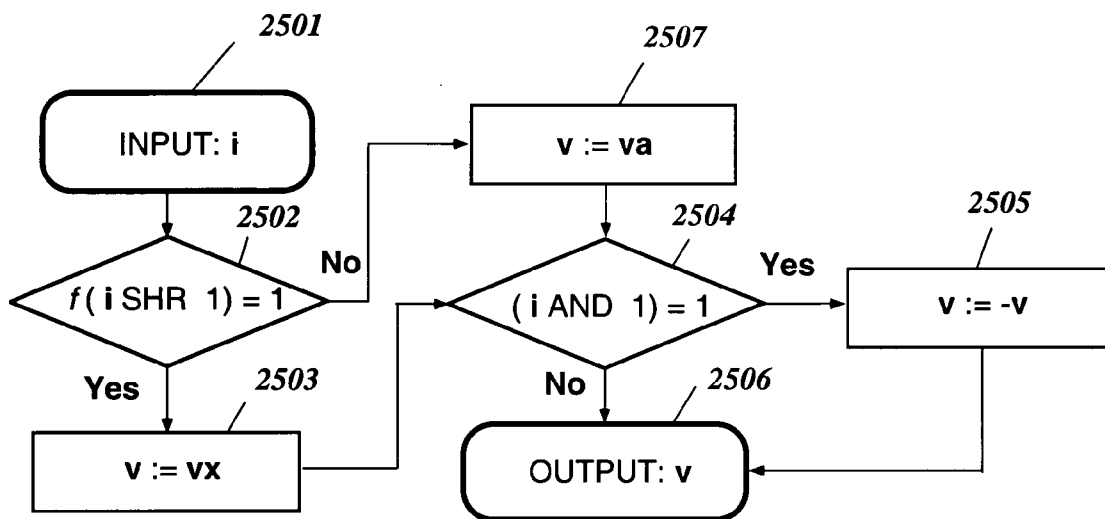 2501
INPUT: i
2507
v := va
2502
f ( i SHR 1) = 1
No
2504
( i AND 1) = 1
Yes
2505
v := -v
Yes
2503
v := vx
No
2506
OUTPUT: v